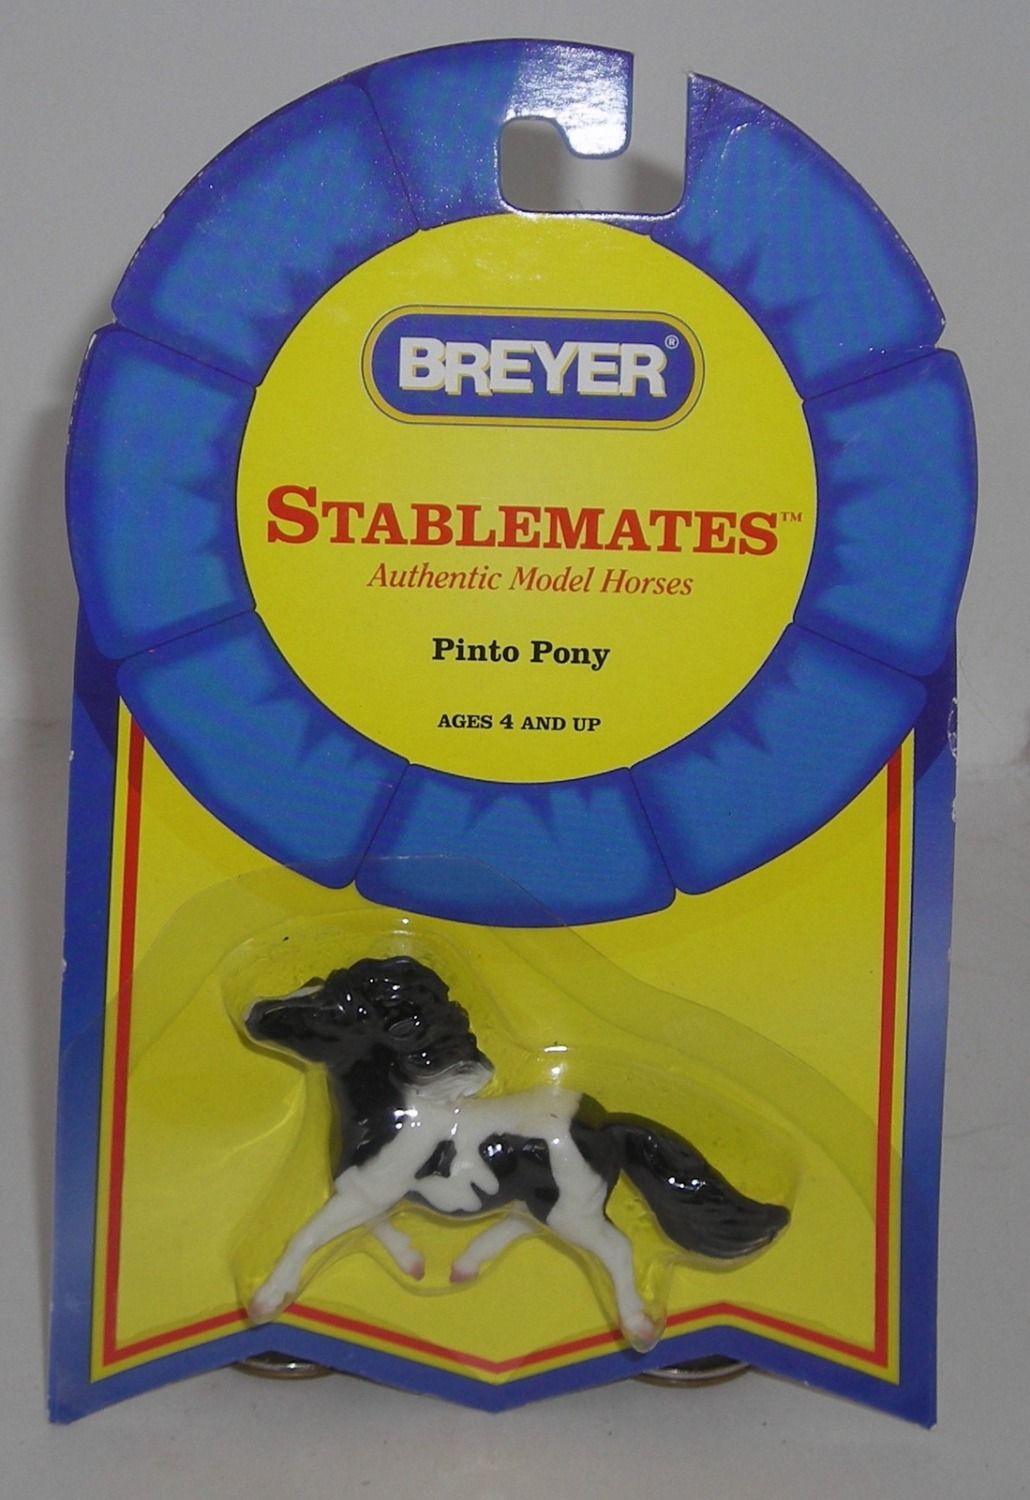 BREYER®
STABLEMATES™
Authentic Model Horses
Pinto Pony
AGES 4 AND UP